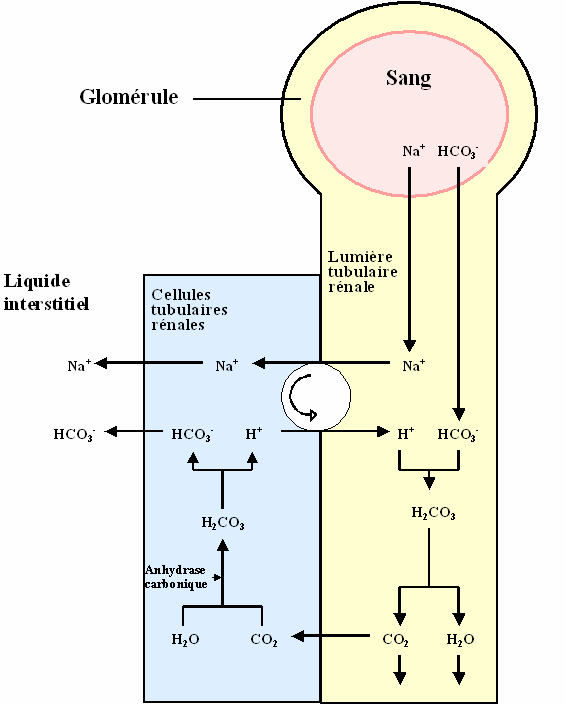 Sang
Glomérule
Na⁺ HCO₃⁻
Lumière
tubulaire
rénale
Liquide
interstitiel
Cellules
tubulaires
rénales
Na⁺ Na⁺ Na⁺
HCO₃⁻ HCO₃⁻ H⁺ H⁺ HCO₃⁻
H₂CO₃
H₂CO₃
Anhydrase
carbonique
H₂O CO₂ CO₂ H₂O